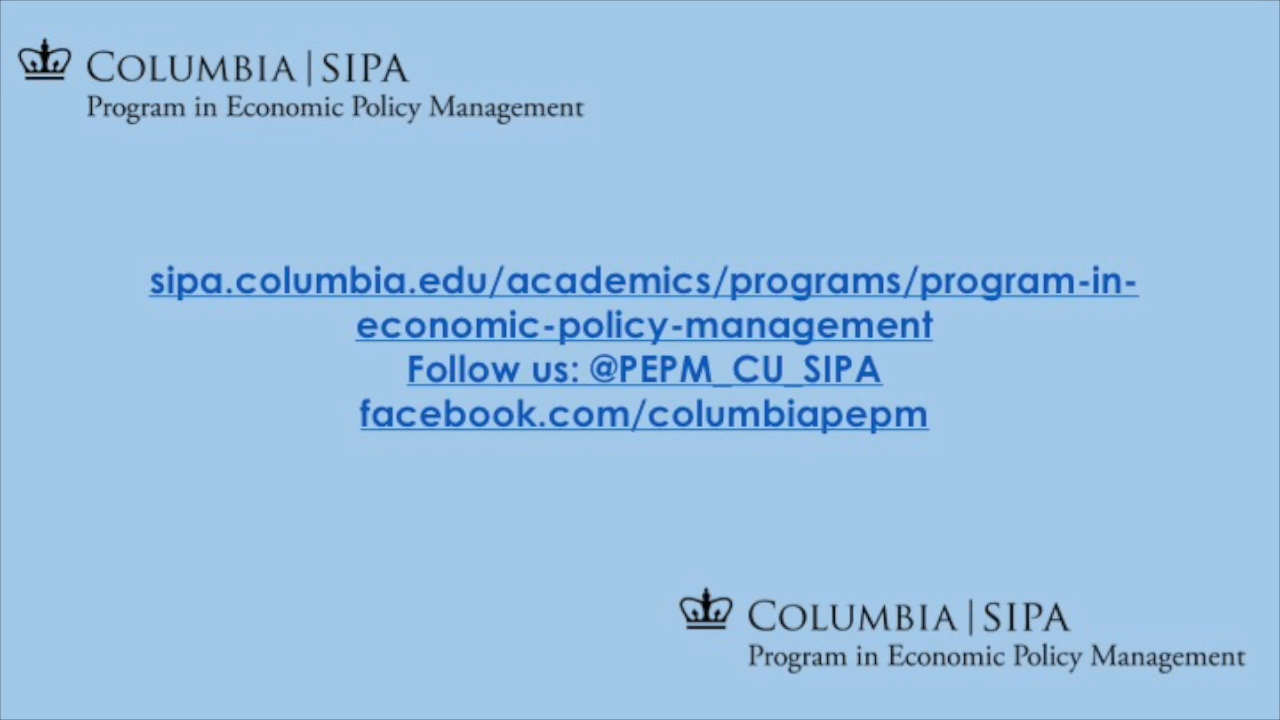 COLUMBIA | SIPA
Program in Economic Policy Management
sipa.columbia.edu/academics/programs/program-in-
economic-policy-management
Follow us: @PEPM_CU_SIPA
facebook.com/columbiapepm
COLUMBIA | SIPA
Program in Economic Policy Management